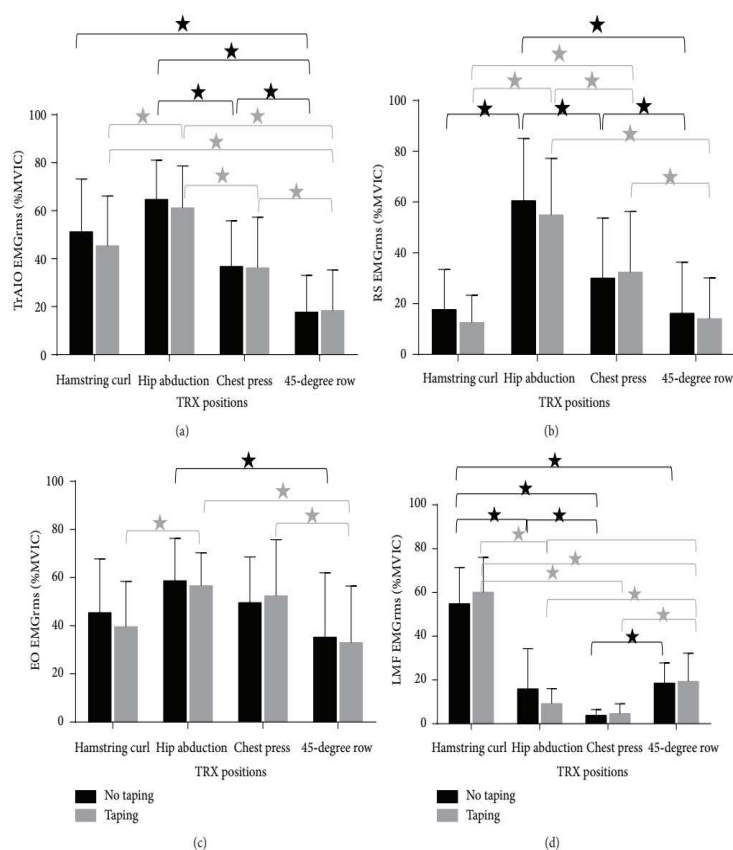 100
80
60
40
20
0
TrAIO EMGrms (%MVIC)
Hamstring curl Hip abduction Chest press 45-degree row
TRX positions
(a)
100
80
60
40
20
0
RS EMGrms (%MVIC)
Hamstring curl Hip abduction Chest press 45-degree row
TRX positions
(b)
100
80
60
40
20
0
EO EMGrms (%MVIC)
Hamstring curl Hip abduction Chest press 45-degree row
TRX positions
No taping
Taping
(c)
100
80
60
40
20
0
LMF EMGrms (%MVIC)
Hamstring curl Hip abduction Chest press 45-degree row
TRX positions
(d)